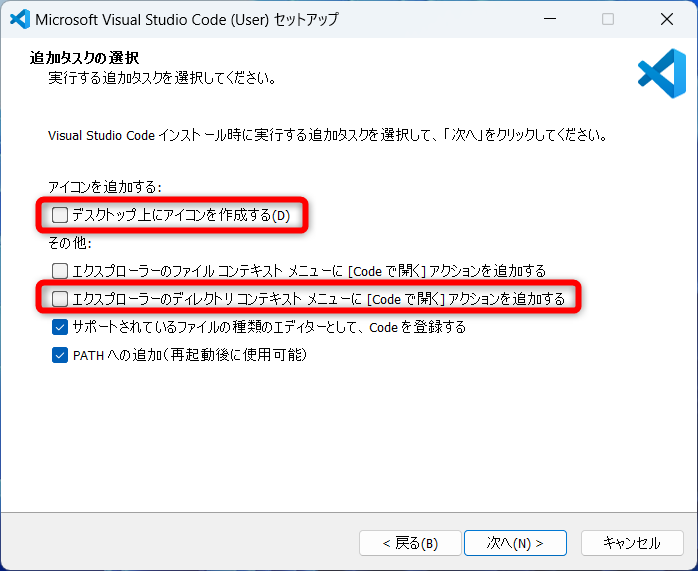 Microsoft Visual Studio Code (User) セットアップ
追加タスクの選択
実行する追加タスクを選択してください。
Visual Studio Code インストール時に実行する追加タスクを選択して、「次へ」をクリックしてください。
アイコンを追加する:
デスクトップ上にアイコンを作成する(D)
その他:
エクスプローラーのファイル コンテキスト メニューに [Code で開く] アクションを追加する
エクスプローラーのディレクトリ コンテキスト メニューに [Code で開く] アクションを追加する
サポートされているファイルの種類のエディターとして、Code を登録する
PATH への追加（再起動後に使用可能）
< 戻る(B)
次へ(N) >
キャンセル